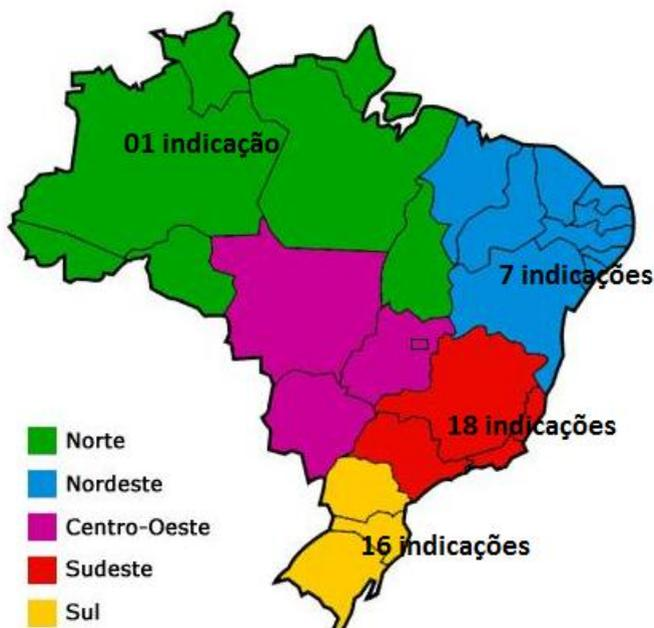 01 indicação
7 indicações
18 indicações
16 indicações
Norte
Nordeste
Centro-Oeste
Sudeste
Sul